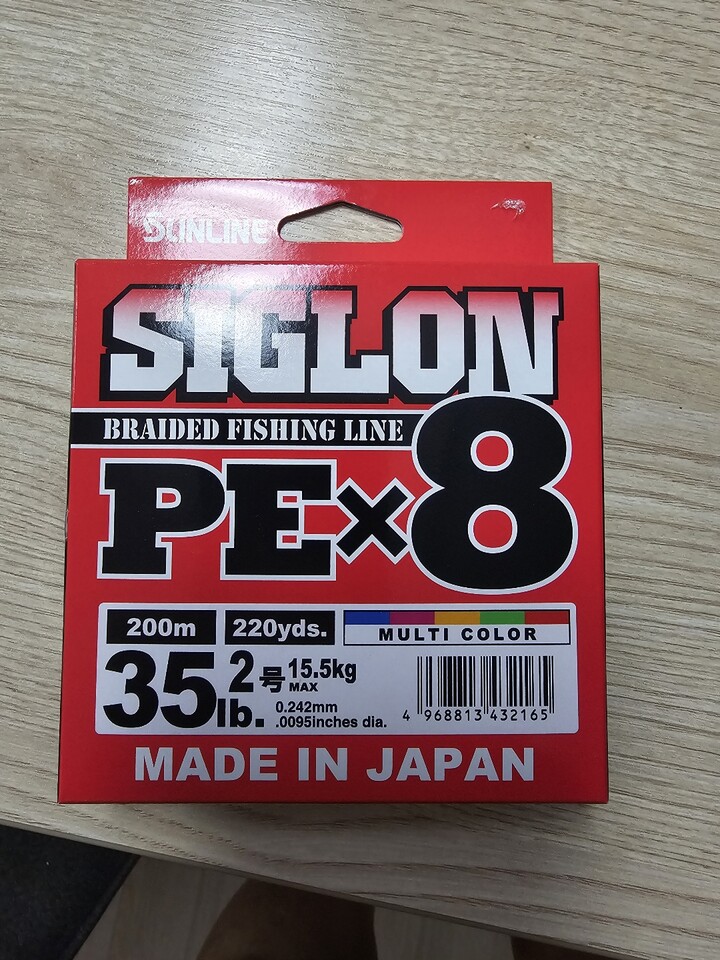 SUNLINE
SIGLON
BRAIDED FISHING LINE
PE×8
200m 220yds. MULTI COLOR
35lb. 2号 15.5kg MAX
0.242mm
.0095inches dia.
4 968813 432165
MADE IN JAPAN